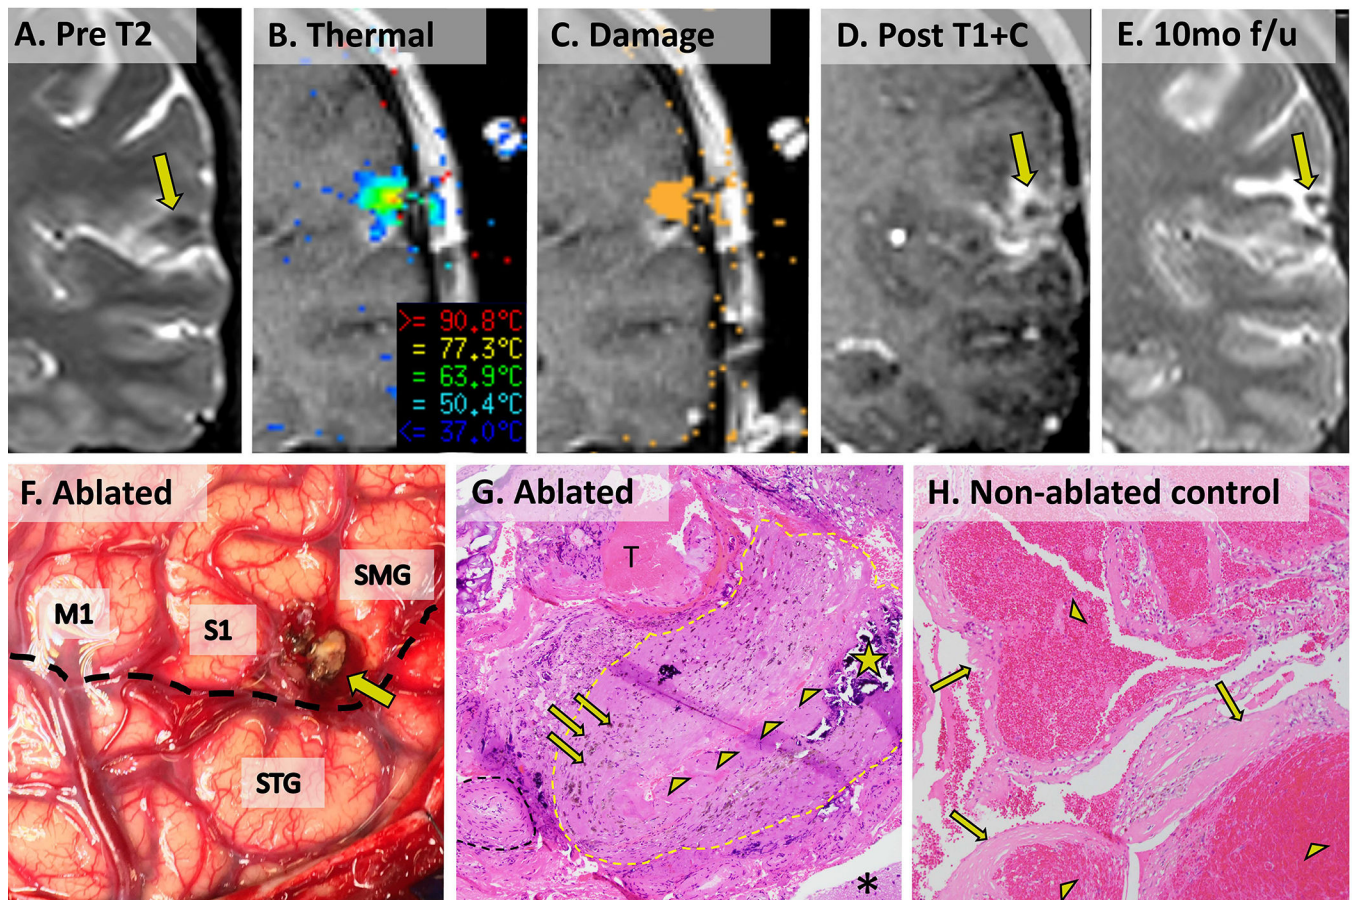 A. Pre T2
B. Thermal
C. Damage
D. Post T1+C
E. 10mo f/u
>= 90.8°C
= 77.3°C
= 63.9°C
= 50.4°C
<= 37.0°C
F. Ablated
G. Ablated
H. Non-ablated control
SMG
M1
S1
STG
T
*